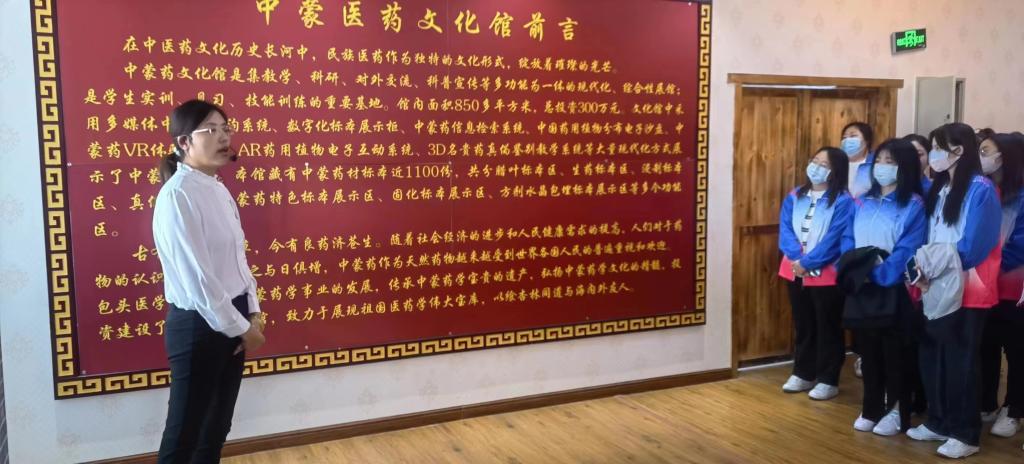 中蒙医药文化馆前言
在中医药文化历史长河中，民族医药作为独特的文化形式，绽放着璀璨的光芒。
中蒙药文化馆是集教学、科研、对外交流、科普宣传等多功能为一体的现代化、综合性展馆；
是学生实训、见习、技能训练的重要基地。馆内面积850多平方米，总投资300万元。文化馆中采
用多媒体中 系统、数字化标本展示柜、中蒙药信息检索系统、中国药用植物分布电子沙盘、中
蒙药VR体 AR药用植物电子互动系统、3D名贵药真伪鉴别教学系统等大量现代化方式展
示了中蒙 本馆藏有中蒙药材标本近1100份，共分腊叶标本区、生药标本区、浸制标本
区、真伪 蒙药特色标本展示区、固化标本展示区、方剂水晶包埋标本展示区等多个功能
区。
古 ，今有良药济苍生。随着社会经济的进步和人民健康需求的提高，人们对于药
物的认识 之与日俱增，中蒙药作为天然药物越来越受到世界各国人民的普遍重视和欢迎。
包头医学 蒙药学事业的发展，传承中蒙药学宝贵的遗产，弘扬中蒙药学文化的精髓，投
资建设了 馆，致力于展现祖国医药学伟大宝库，以绘杏林同道与海内外友人。
EXIT